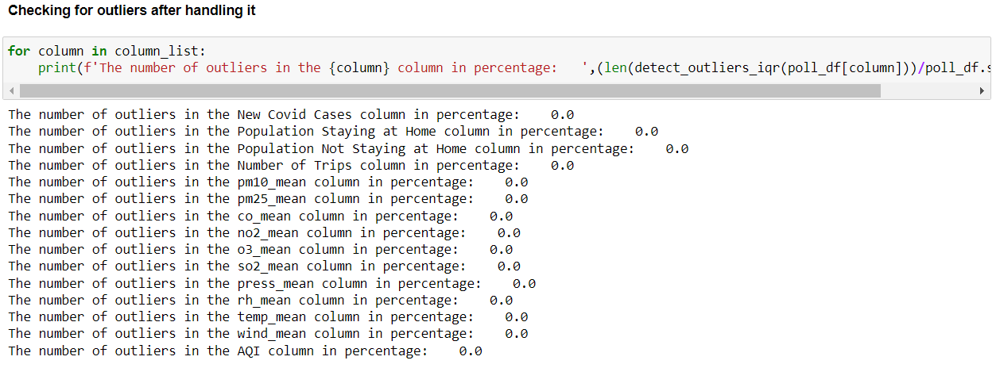 Checking for outliers after handling it
for column in column_list:
    print(f'The number of outliers in the {column} column in percentage:   ',(len(detect_outliers_iqr(poll_df[column]))/poll_df.s
The number of outliers in the New Covid Cases column in percentage:    0.0
The number of outliers in the Population Staying at Home column in percentage:    0.0
The number of outliers in the Population Not Staying at Home column in percentage:    0.0
The number of outliers in the Number of Trips column in percentage:    0.0
The number of outliers in the pm10_mean column in percentage:    0.0
The number of outliers in the pm25_mean column in percentage:    0.0
The number of outliers in the co_mean column in percentage:    0.0
The number of outliers in the no2_mean column in percentage:    0.0
The number of outliers in the o3_mean column in percentage:    0.0
The number of outliers in the so2_mean column in percentage:    0.0
The number of outliers in the press_mean column in percentage:    0.0
The number of outliers in the rh_mean column in percentage:    0.0
The number of outliers in the temp_mean column in percentage:    0.0
The number of outliers in the wind_mean column in percentage:    0.0
The number of outliers in the AQI column in percentage:    0.0